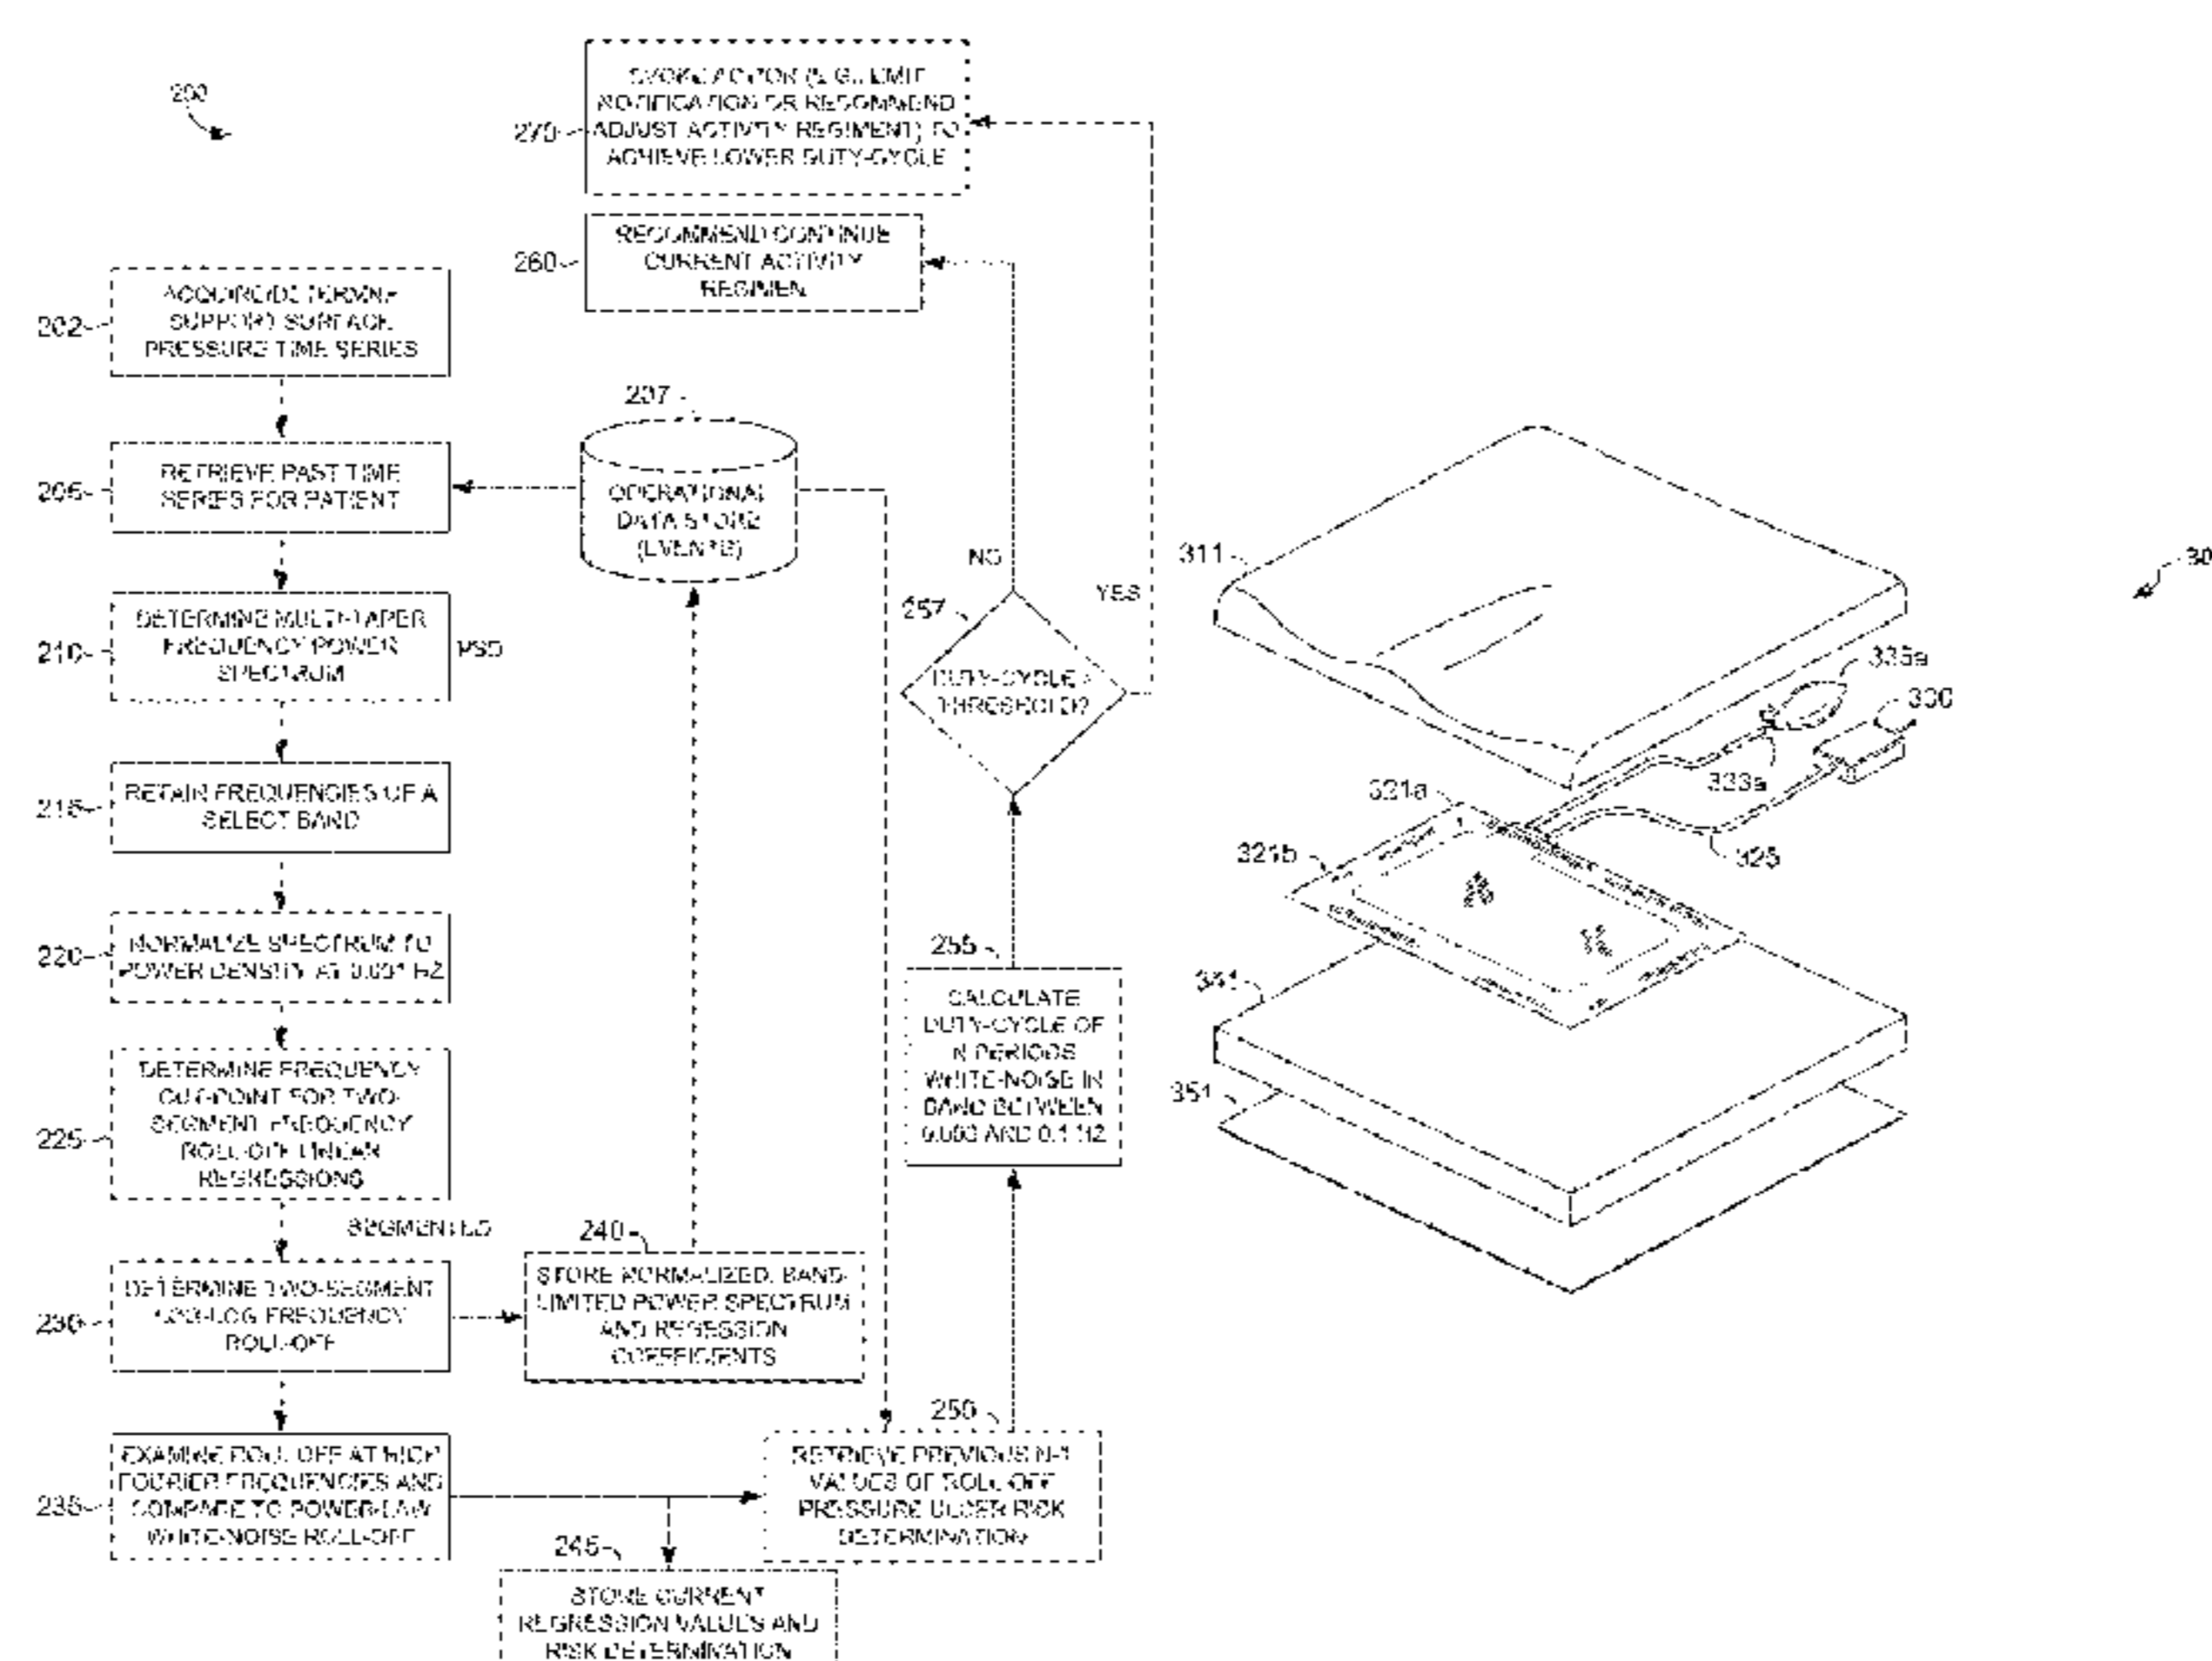 200
270
INVOKE ACTION (E.G., EMIT
NOTIFICATION OR RECOMMEND
ADJUST ACTIVITY REGIMENT) TO
ACHIEVE LOWER DUTY-CYCLE
260
RECOMMEND CONTINUE
CURRENT ACTIVITY
REGIMEN
202
ACQUIRE/DETERMINE
SUPPORT SURFACE
PRESSURE TIME SERIES
207
205
RETRIEVE PAST TIME
SERIES FOR PATIENT
OPERATIONAL
DATA STORE
(EVENTS)
NO
YES
257
DUTY-CYCLE >
THRESHOLD?
210
DETERMINE MULTI-TAPER
FREQUENCY POWER
SPECTRUM
PSD
215
RETAIN FREQUENCIES OF A
SELECT BAND
220
NORMALIZE SPECTRUM TO
POWER DENSITY AT 0.001 HZ
225
DETERMINE FREQUENCY
CUT-POINT FOR TWO-
SEGMENT FREQUENCY
ROLL-OFF LINEAR
REGRESSIONS
SEGMENTED
255
CALCULATE
DUTY-CYCLE OF
N PERIODS
WHITE-NOISE IN
BAND BETWEEN
AND 0.1 HZ
230
DETERMINE TWO-SEGMENT
LOG-LOG FREQUENCY
ROLL-OFF
240
STORE NORMALIZED, BAND-
LIMITED POWER SPECTRUM
AND REGESSION
COEFFICIENTS
235
EXAMINE ROLL-OFF AT HIGH
FOURIER FREQUENCIES AND
COMPARE TO POWER-LAW
WHITE-NOISE ROLL-OFF
250
RETRIEVE PREVIOUS N-1
VALUES OF ROLL-OFF
PRESSURE ULCER RISK
DETERMINATION
245
STORE CURRENT
REGRESSION VALUES AND
RISK DETERMINATION
311
30
335a
330
333a
325
321a
321b
341
351